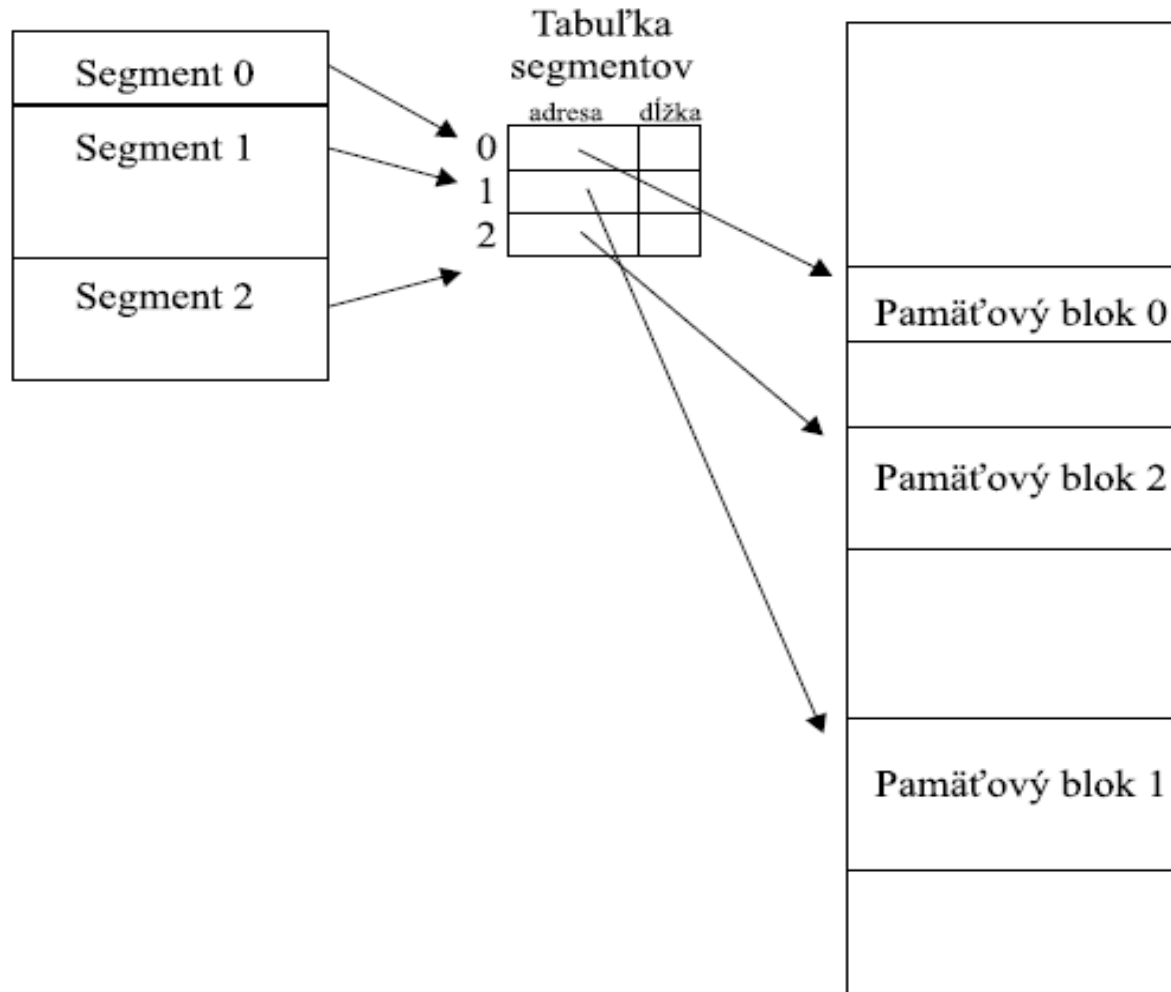 Segment 0
Segment 1
Segment 2
Tabuľka
segmentov
adresa dĺžka
0
1
2
Pamäťový blok 0
Pamäťový blok 2
Pamäťový blok 1